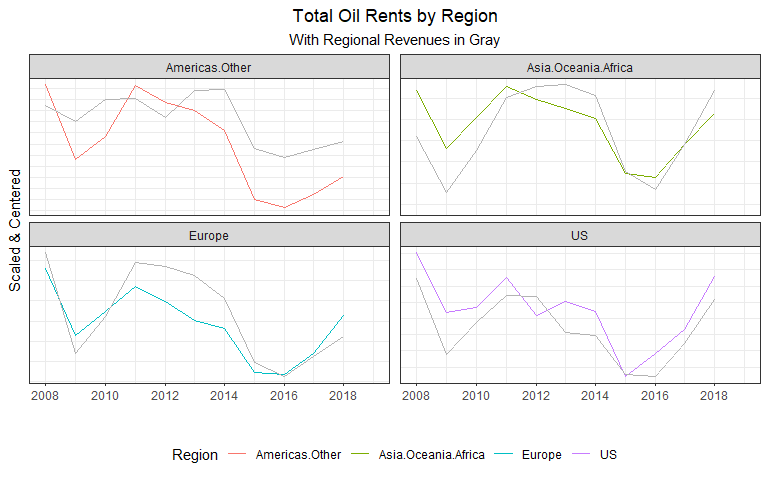 Total Oil Rents by Region
With Regional Revenues in Gray
Americas.Other
Asia.Oceania.Africa
Scaled & Centered
Europe
US
2008 2010 2012 2014 2016 2018
2008 2010 2012 2014 2016 2018
Region Americas.Other Asia.Oceania.Africa Europe US